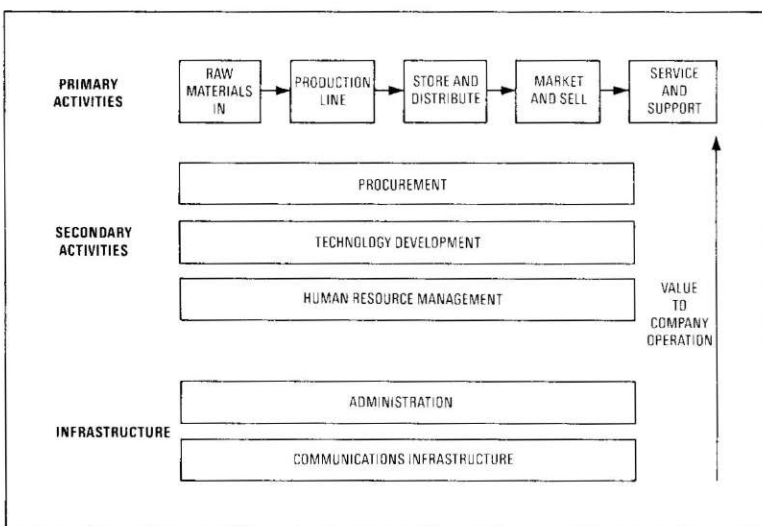 PRIMARY
ACTIVITIES
RAW
MATERIALS
IN
PRODUCTION
LINE
STORE AND
DISTRIBUTE
MARKET
AND SELL
SERVICE
AND
SUPPORT
SECONDARY
ACTIVITIES
PROCUREMENT
TECHNOLOGY DEVELOPMENT
HUMAN RESOURCE MANAGEMENT
VALUE
TO
COMPANY
OPERATION
INFRASTRUCTURE
ADMINISTRATION
COMMUNICATIONS INFRASTRUCTURE